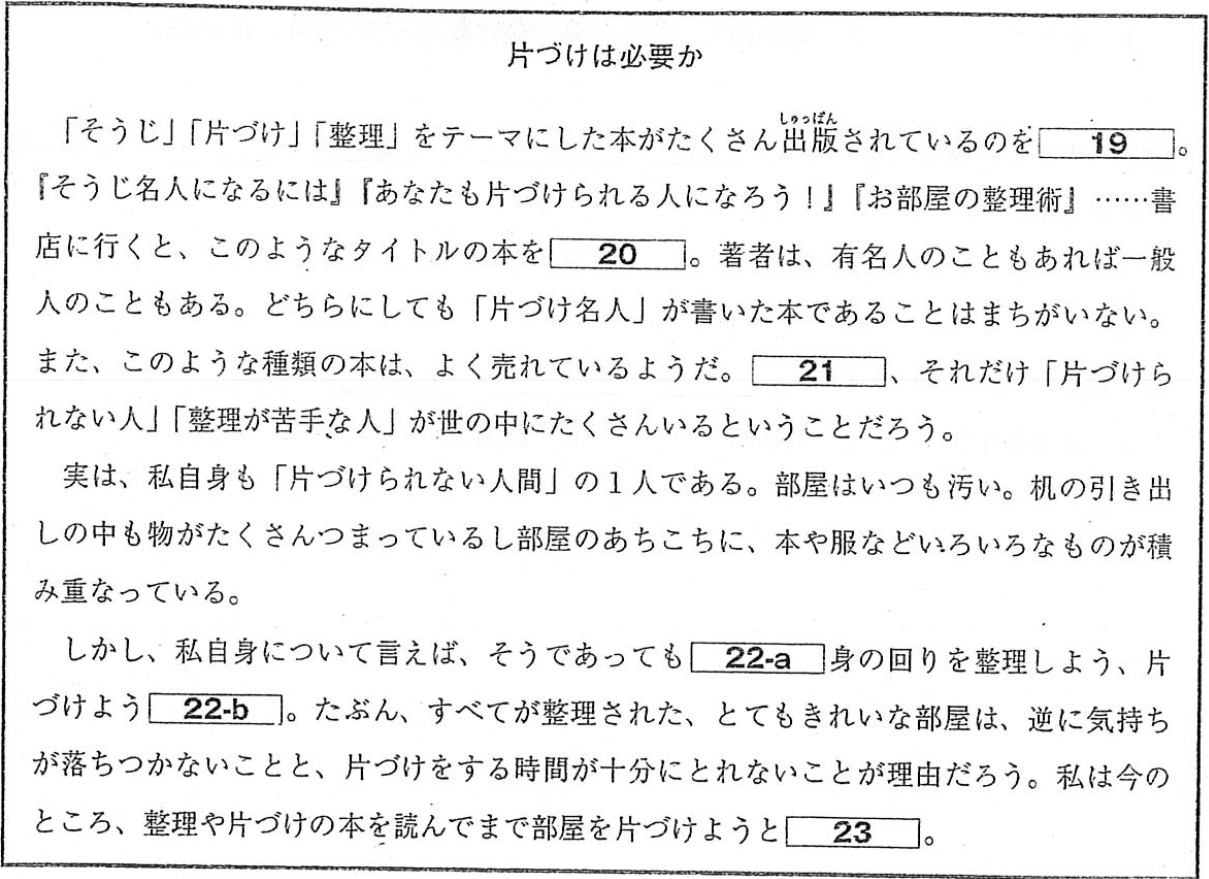 片づけは必要か
「そうじ」「片づけ」「整理」をテーマにした本がたくさん出版されているのを 19 。
しゅっぱん
『そうじ名人になるには』『あなたも片づけられる人になろう！』『お部屋の整理術』……書
店に行くと、このようなタイトルの本を 20 。著者は、有名人のこともあれば一般
人のこともある。どちらにしても「片づけ名人」が書いた本であることはまちがいない。
また、このような種類の本は、よく売れているようだ。 21 、それだけ「片づけら
れない人」「整理が苦手な人」が世の中にたくさんいるということだろう。
実は、私自身も「片づけられない人間」の１人である。部屋はいつも汚い。机の引き出
しの中も物がたくさんつまっているし部屋のあちこちに、本や服などいろいろなものが積
み重なっている。
しかし、私自身について言えば、そうであっても 22-a 身の回りを整理しよう、片
づけよう 22-b 。たぶん、すべてが整理された、とてもきれいな部屋は、逆に気持ち
が落ちつかないことと、片づけをする時間が十分にとれないことが理由だろう。私は今の
ところ、整理や片づけの本を読んでまで部屋を片づけようと 23 。